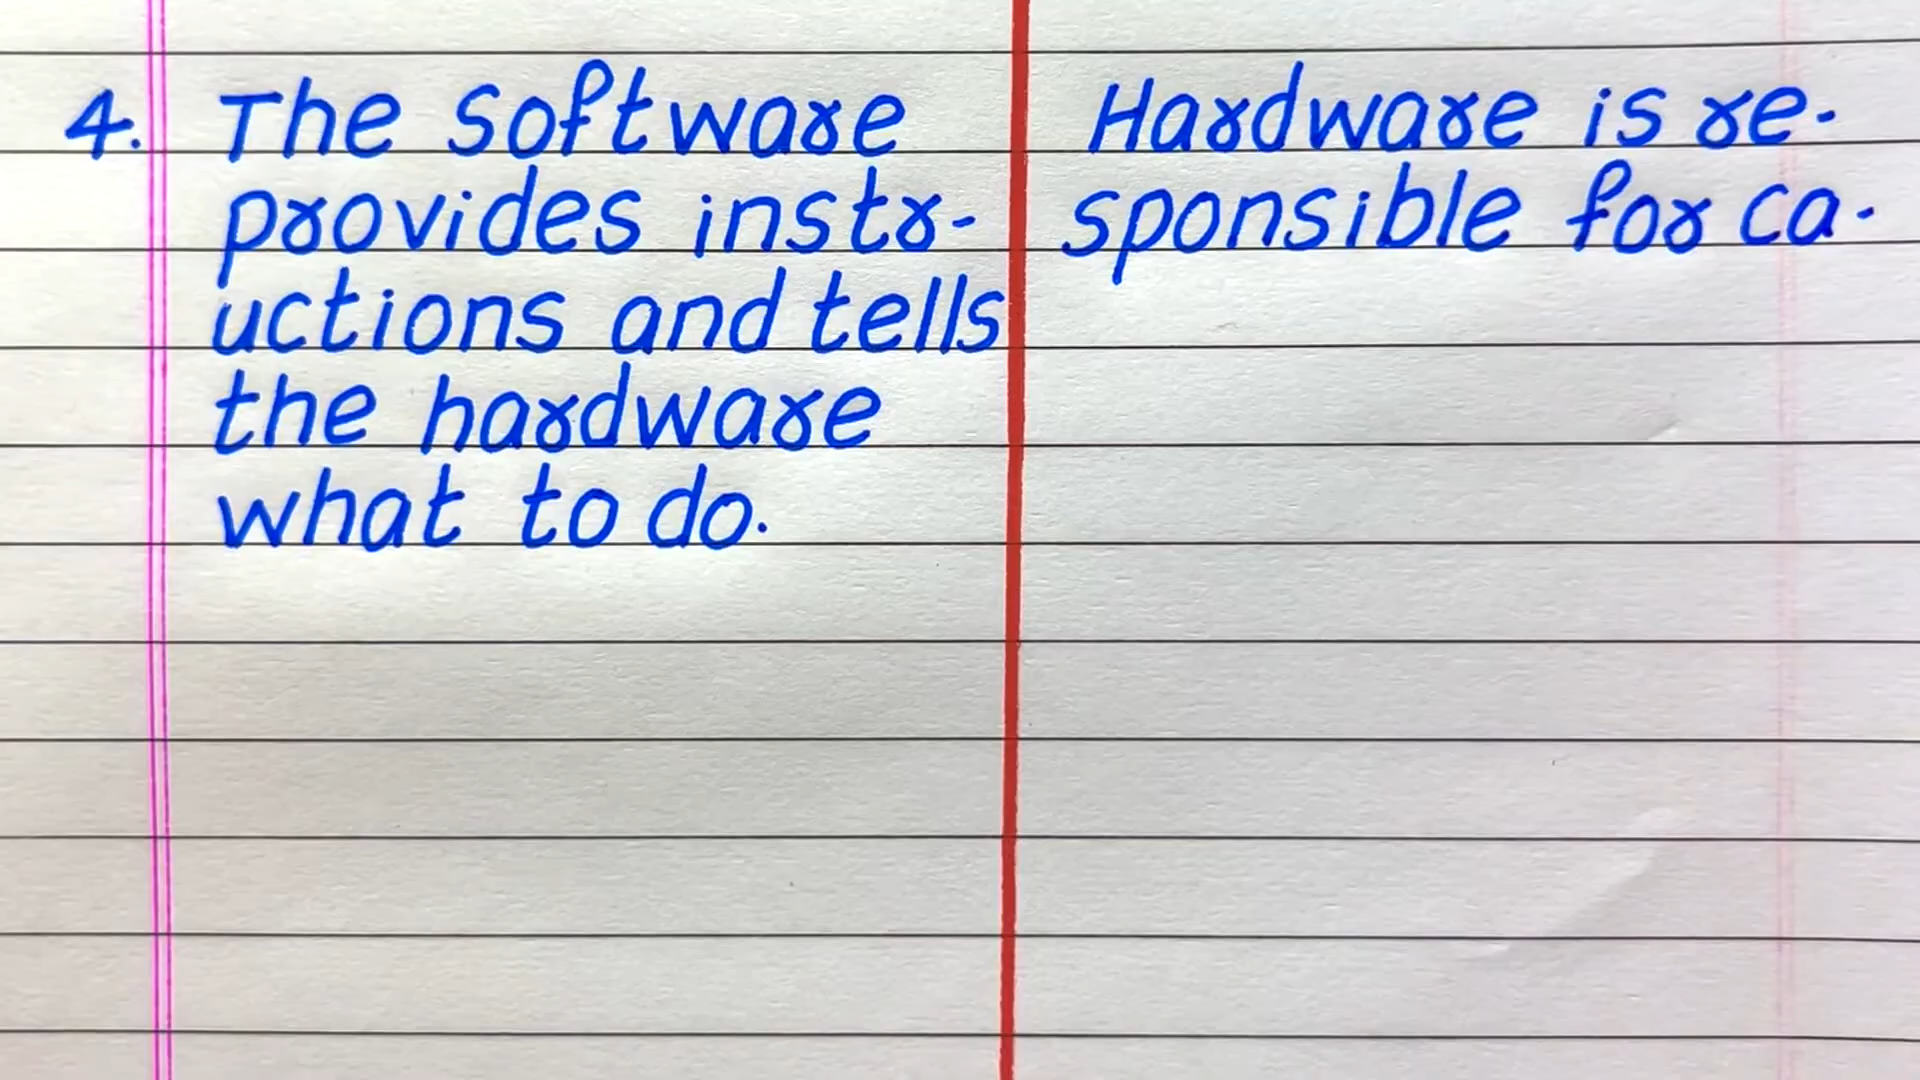 4. The Software
provides instr-
uctions and tells
the hardware
what to do.
Hardware is re-
sponsible for ca-